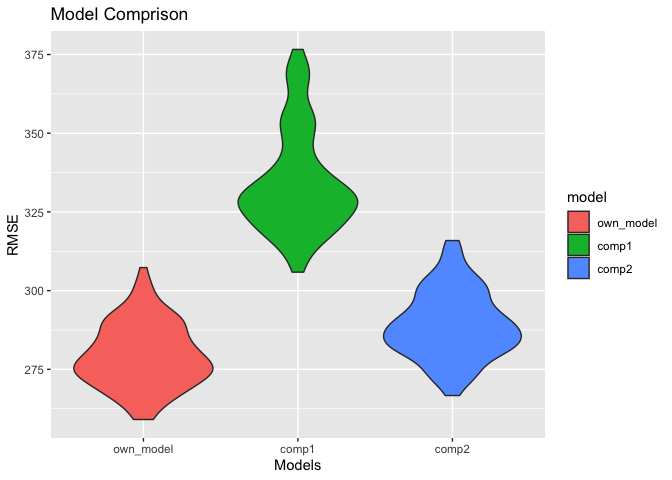 Model Comprison
RMSE
375
350
325
300
275
own_model
comp1
comp2
Models
model
own_model
comp1
comp2